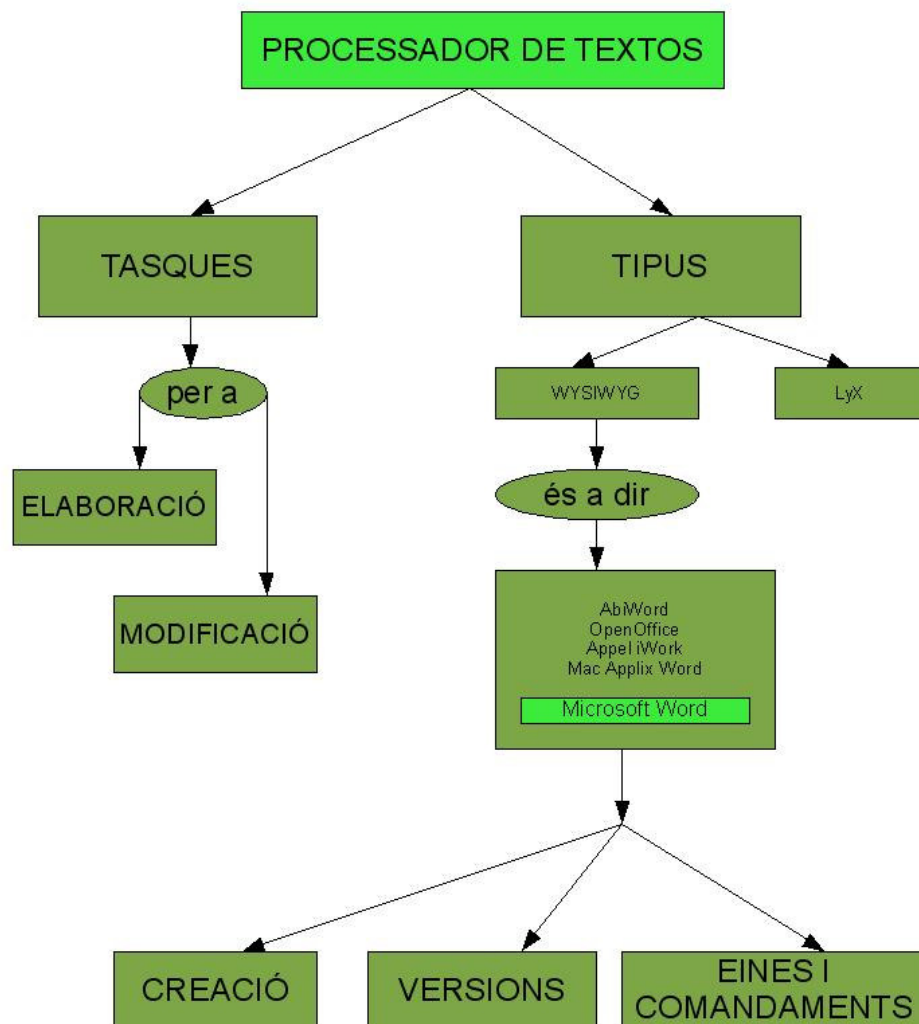 PROCESSADOR DE TEXTOS
TASQUES
TIPUS
per a
WYSIWYG
LyX
ELABORACIÓ
és a dir
MODIFICACIÓ
AbiWord
OpenOffice
Appel iWork
Mac Applix Word
Microsoft Word
CREACIÓ
VERSIONS
EINES I
COMANDAMENTS